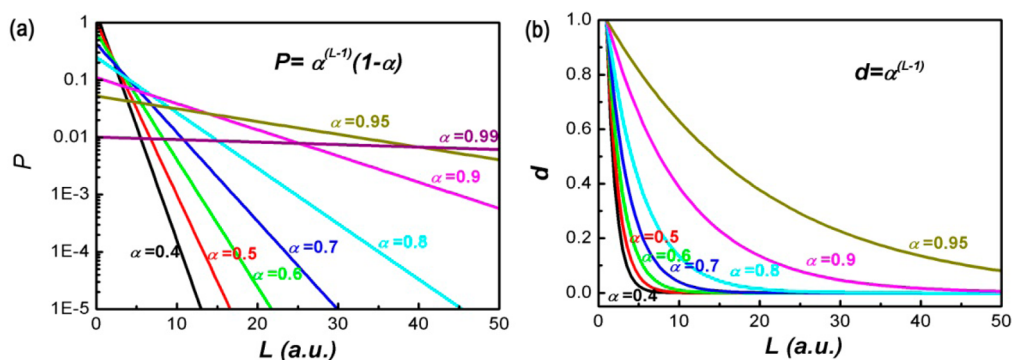 (a)
P= α^(L-1)(1-α)
1
0.1
0.01
1E-3
1E-4
1E-5
P
α=0.95
α=0.99
α=0.9
α=0.8
α=0.7
α=0.6
α=0.5
α=0.4
0 10 20 30 40 50
L (a.u.)
(b)
d=α^(L-1)
1.0
0.8
0.6
0.4
0.2
0.0
d
α=0.95
α=0.5
α=0.6
α=0.7
α=0.8
α=0.9
α=0.4
0 10 20 30 40 50
L (a.u.)